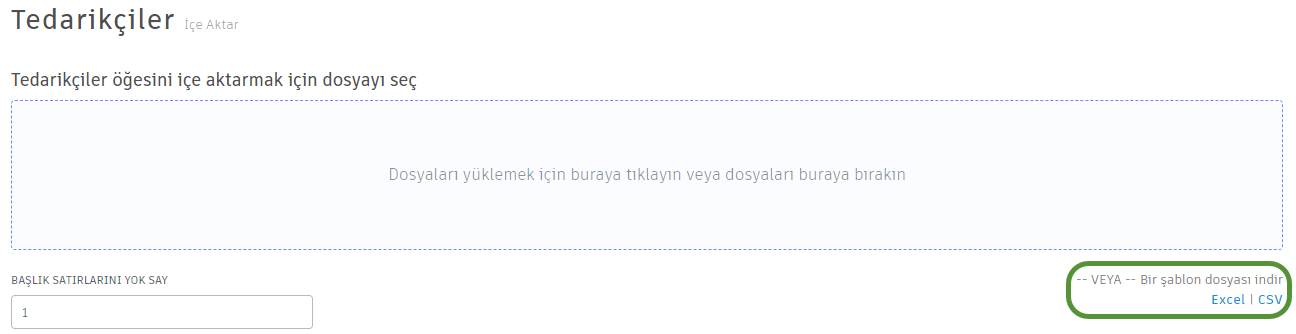 Tedarikçiler İçe Aktar
Tedarikçiler öğesini içe aktarmak için dosyayı seç
Dosyaları yüklemek için buraya tıklayın veya dosyaları buraya bırakın
BAŞLIK SATIRLARINI YOK SAY
1
-- VEYA -- Bir şablon dosyası indir
Excel | CSV